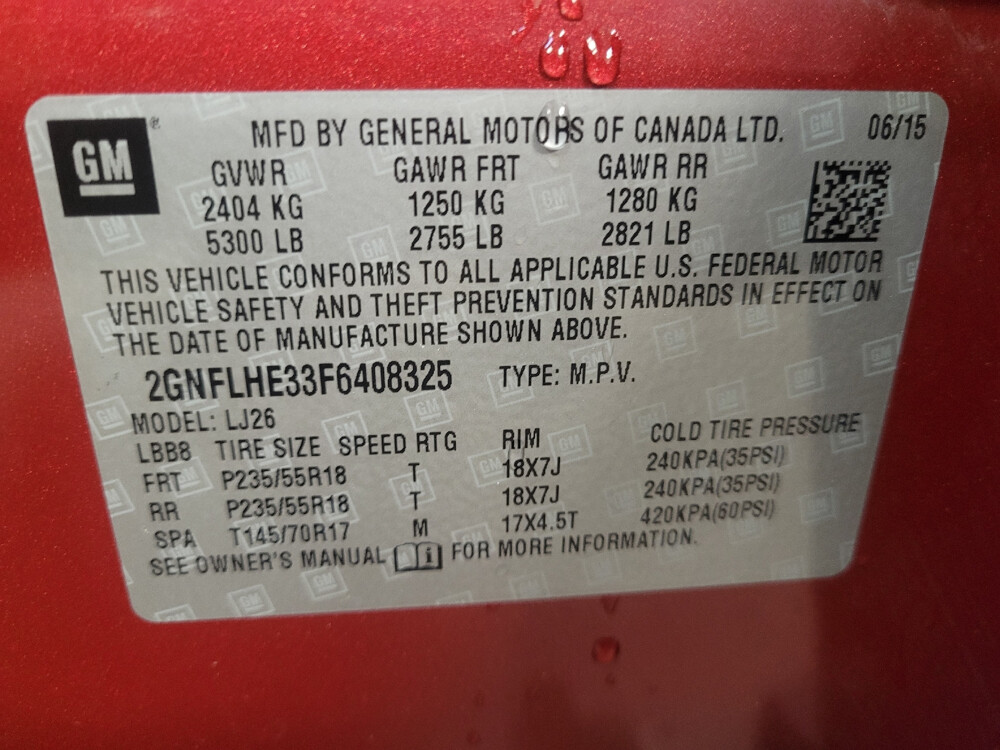 GM
MFD BY GENERAL MOTORS OF CANADA LTD. 06/15
GVWR GAWR FRT GAWR RR
2404 KG 1250 KG 1280 KG
5300 LB 2755 LB 2821 LB
THIS VEHICLE CONFORMS TO ALL APPLICABLE U.S. FEDERAL MOTOR
VEHICLE SAFETY AND THEFT PREVENTION STANDARDS IN EFFECT ON
THE DATE OF MANUFACTURE SHOWN ABOVE.
2GNFLHE33F6408325 TYPE: M.P.V.
MODEL: LJ26
LBB8 TIRE SIZE SPEED RTG RIM COLD TIRE PRESSURE
FRT P235/55R18 T 18X7J 240KPA(35PSI)
RR P235/55R18 T 18X7J 240KPA(35PSI)
SPA T145/70R17 M 17X4.5T 420KPA(60PSI)
SEE OWNER'S MANUAL FOR MORE INFORMATION.